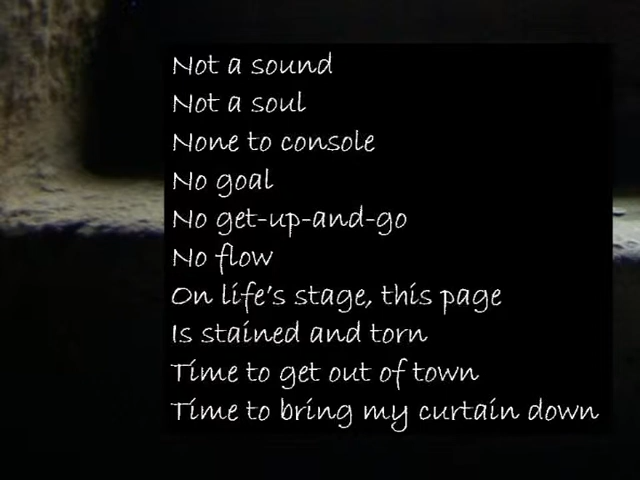 Not a sound
Not a soul
None to console
No goal
No get-up-and-go
No flow
On life's stage, this page
Is stained and torn
Time to get out of town
Time to bring my curtain down